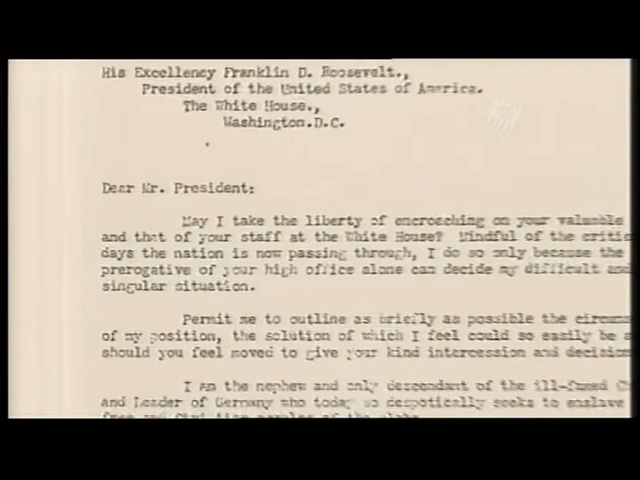 His Excellency Franklin D. Roosevelt.,
President of the United States of America.
The White House.,
Washington.D.C.
Dear Mr. President:
May I take the liberty of encroaching on your valuable
and that of your staff at the White House? Mindful of the critic
days the nation is now passing through, I do so only because the
prerogative of your high office alone can decide my difficult and
singular situation.
Permit me to outline as briefly as possible the circum
of my position, the solution of which I feel could so easily be
should you feel moved to give your kind intercession and decision
I am the nephew and only descendant of the ill-famed
and Leader of Germany who today so despotically seeks to enslave